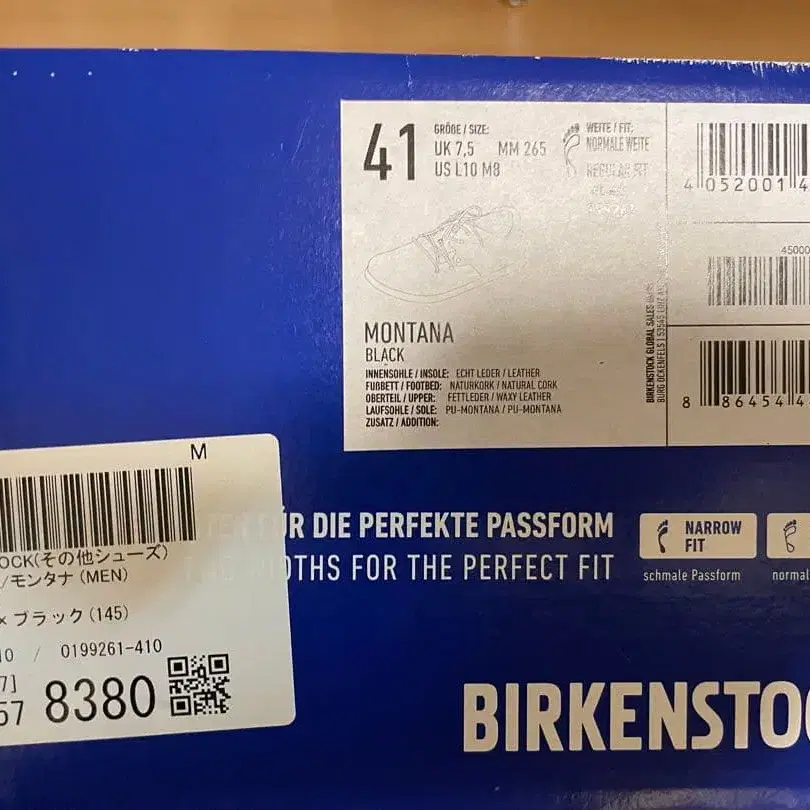 41
GRÖßE / SIZE:
UK 7,5 MM 265
US L10 M8
WEITE / FIT:
NORMALE WEITE
REGULAR FIT
4 052001 4
45000
MONTANA
BLACK
INNENSOHLE / INSOLE: ECHT LEDER / LEATHER
FUßBETT / FOOTBED: NATURKORK / NATURAL CORK
OBERTEIL / UPPER: FETTLEDER / WAXY LEATHER
LAUFSOHLE / SOLE: PU-MONTANA / PU-MONTANA
ZUSATZ / ADDITION:
BIRKENSTOCK GLOBAL SALES
8 86454 4
M
OCK(その他シューズ)
/モンタナ (MEN)
× ブラック (145)
10 / 0199261-410
7]
57 8380
FÜR DIE PERFEKTE PASSFORM
FOR THE PERFECT FIT
NARROW
FIT
schmale Passform
normal
BIRKENSTO